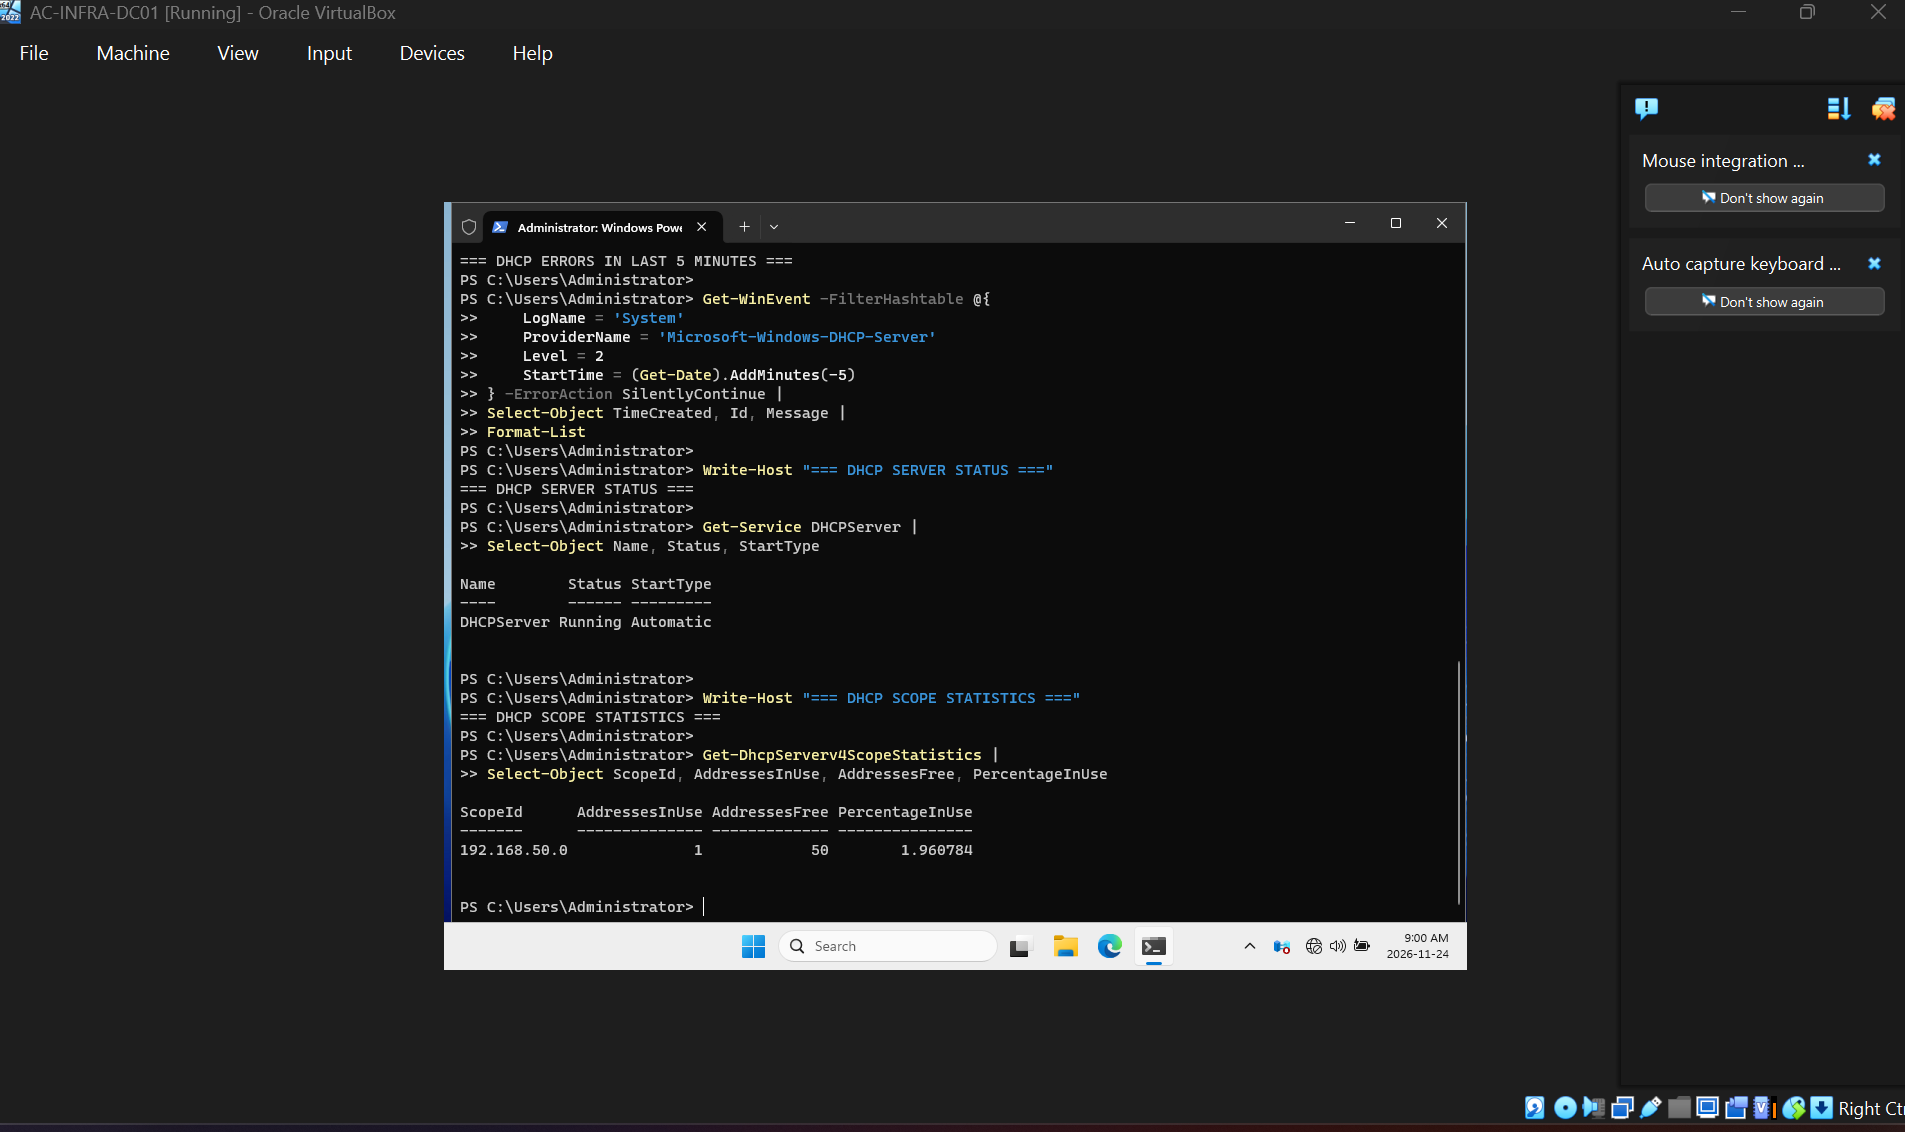 AC-INFRA-DC01 [Running] - Oracle VirtualBox
File Machine View Input Devices Help
Mouse integration ...
Don't show again
Auto capture keyboard ...
Don't show again
Administrator: Windows Powe
=== DHCP ERRORS IN LAST 5 MINUTES ===
PS C:\Users\Administrator>
PS C:\Users\Administrator> Get-WinEvent -FilterHashtable @{
>>     LogName = 'System'
>>     ProviderName = 'Microsoft-Windows-DHCP-Server'
>>     Level = 2
>>     StartTime = (Get-Date).AddMinutes(-5)
>> } -ErrorAction SilentlyContinue |
>> Select-Object TimeCreated, Id, Message |
>> Format-List
PS C:\Users\Administrator>
PS C:\Users\Administrator> Write-Host "=== DHCP SERVER STATUS ==="
=== DHCP SERVER STATUS ===
PS C:\Users\Administrator>
PS C:\Users\Administrator> Get-Service DHCPServer |
>> Select-Object Name, Status, StartType
Name        Status StartType
----        ------ ---------
DHCPServer Running Automatic
PS C:\Users\Administrator>
PS C:\Users\Administrator> Write-Host "=== DHCP SCOPE STATISTICS ==="
=== DHCP SCOPE STATISTICS ===
PS C:\Users\Administrator>
PS C:\Users\Administrator> Get-DhcpServerv4ScopeStatistics |
>> Select-Object ScopeId, AddressesInUse, AddressesFree, PercentageInUse
ScopeId      AddressesInUse AddressesFree PercentageInUse
-------      -------------- ------------- ---------------
192.168.50.0              1            50        1.960784
PS C:\Users\Administrator>
Search
9:00 AM
2026-11-24
Right Ctr